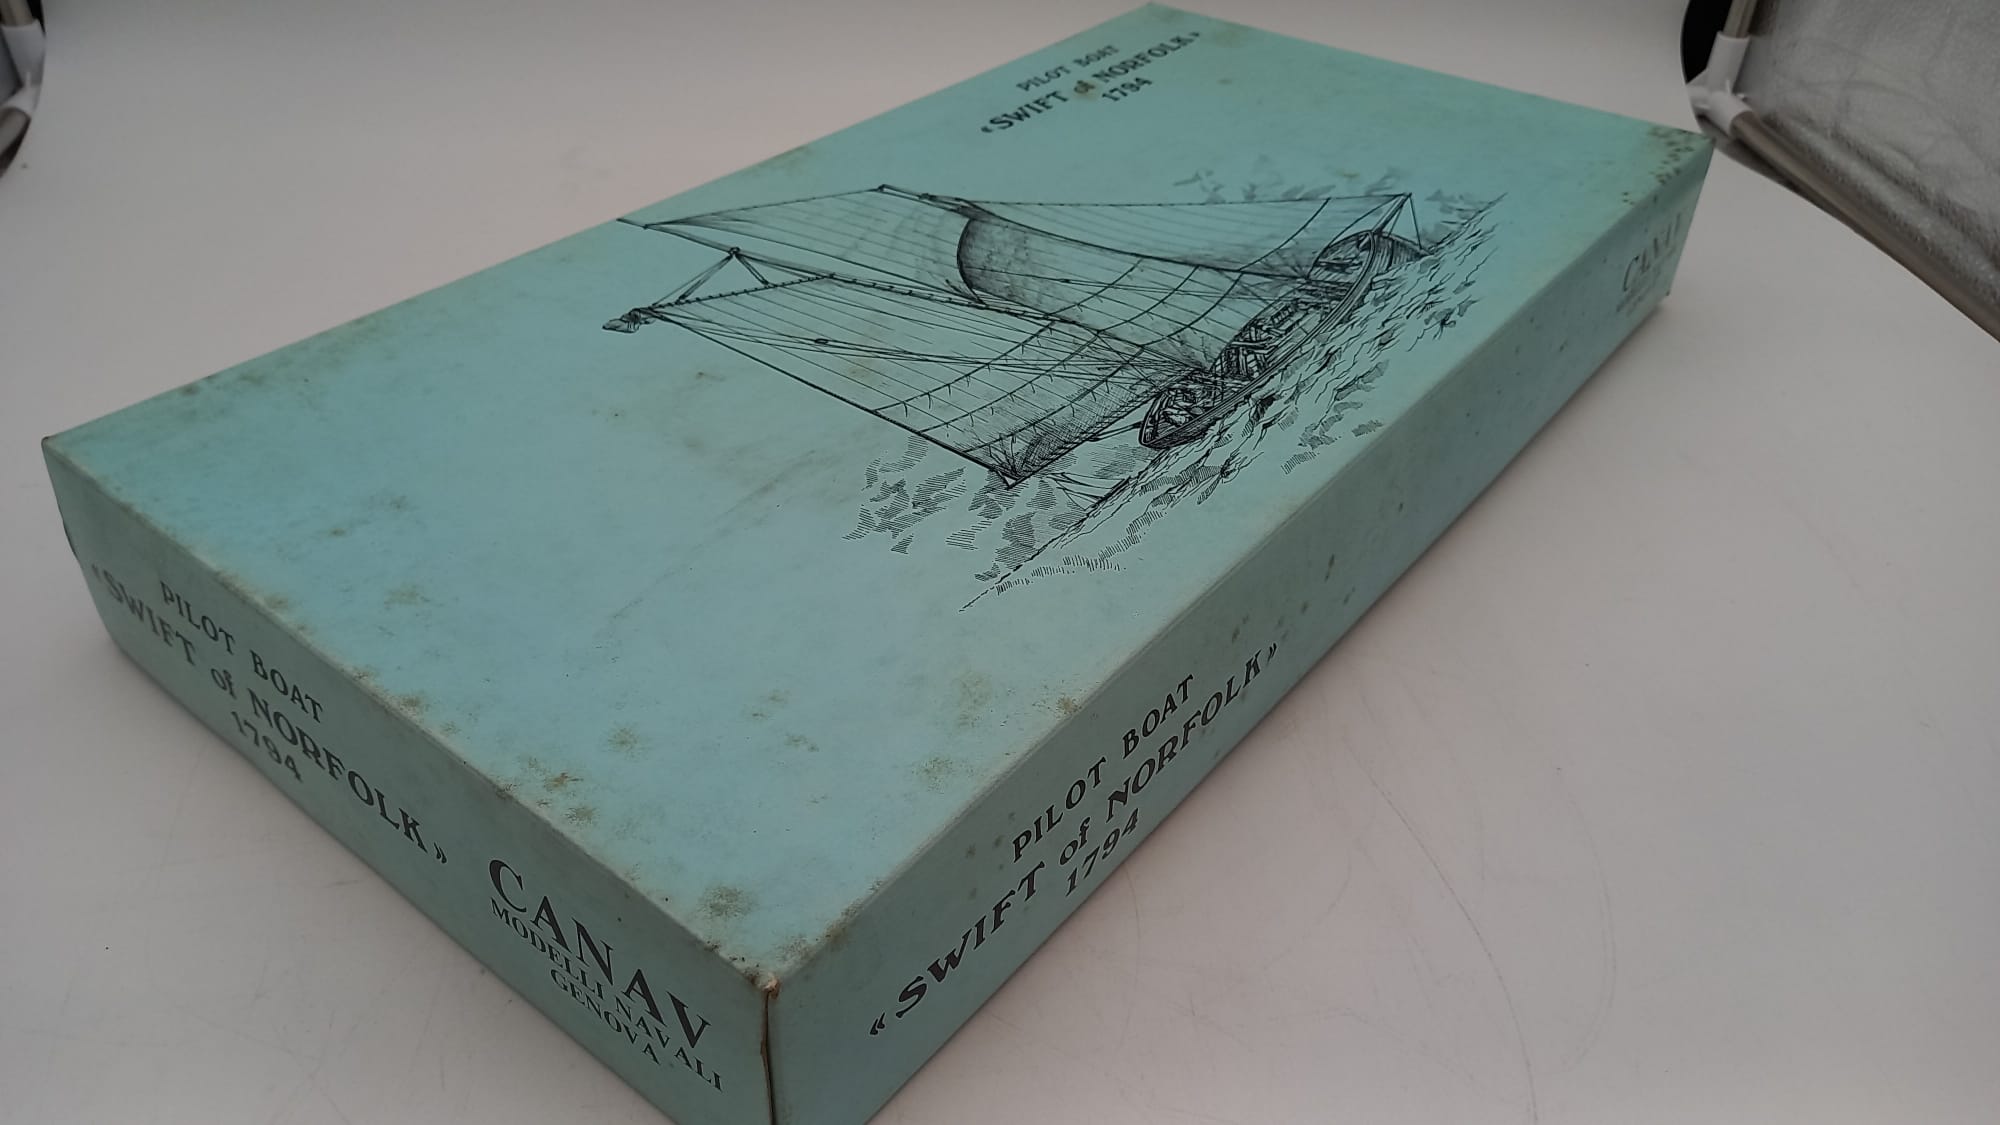 PILOT BOAT
«SWIFT of NORFOLK»
1794
PILOT BOAT
«SWIFT of NORFOLK»
1794
CANAV
MODELLI NAVALI
GENOVA
PILOT BOAT
«SWIFT of NORFOLK»
1794